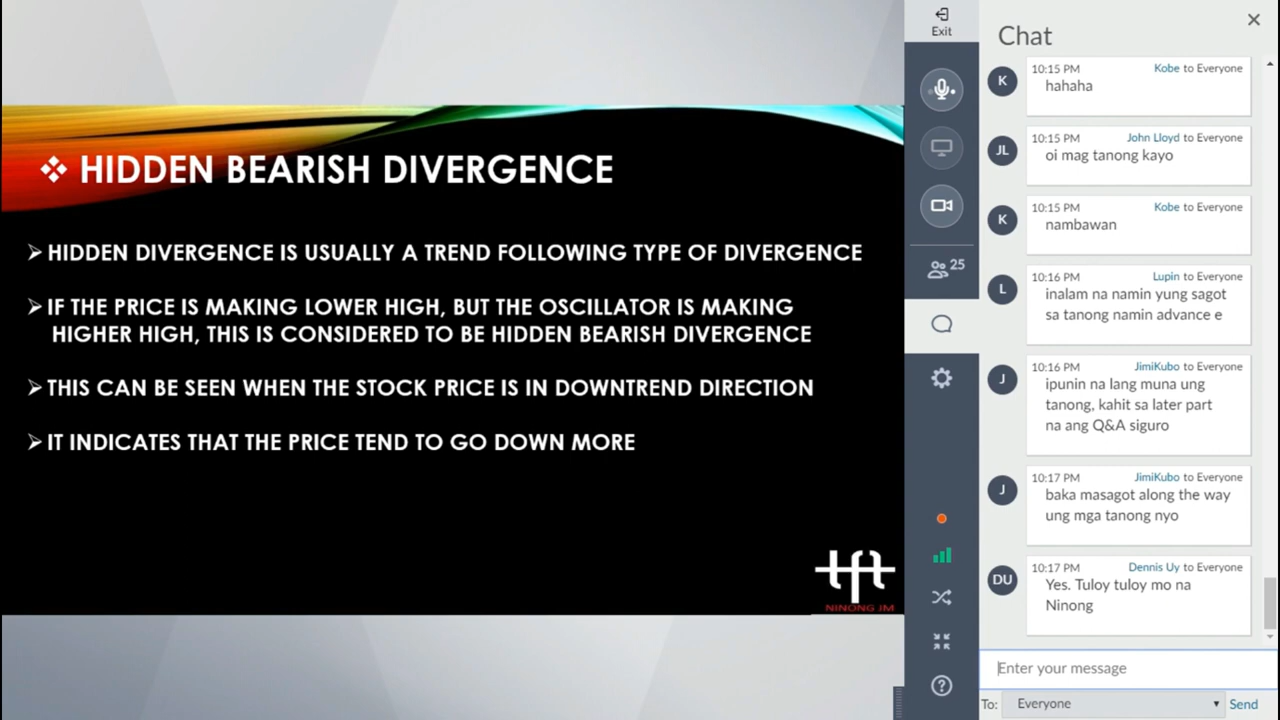 HIDDEN BEARISH DIVERGENCE
HIDDEN DIVERGENCE IS USUALLY A TREND FOLLOWING TYPE OF DIVERGENCE
IF THE PRICE IS MAKING LOWER HIGH, BUT THE OSCILLATOR IS MAKING
HIGHER HIGH, THIS IS CONSIDERED TO BE HIDDEN BEARISH DIVERGENCE
THIS CAN BE SEEN WHEN THE STOCK PRICE IS IN DOWNTREND DIRECTION
IT INDICATES THAT THE PRICE TEND TO GO DOWN MORE
tft
NINONG JM
Exit
25
Chat
K
10:15 PM Kobe to Everyone
hahaha
JL
10:15 PM John Lloyd to Everyone
oi mag tanong kayo
K
10:15 PM Kobe to Everyone
nambawan
L
10:16 PM Lupin to Everyone
inalam na namin yung sagot
sa tanong namin advance e
J
10:16 PM JimiKubo to Everyone
ipunin na lang muna ung
tanong, kahit sa later part
na ang Q&A siguro
J
10:17 PM JimiKubo to Everyone
baka masagot along the way
ung mga tanong nyo
DU
10:17 PM Dennis Uy to Everyone
Yes. Tuloy tuloy mo na
Ninong
Enter your message
To: Everyone Send